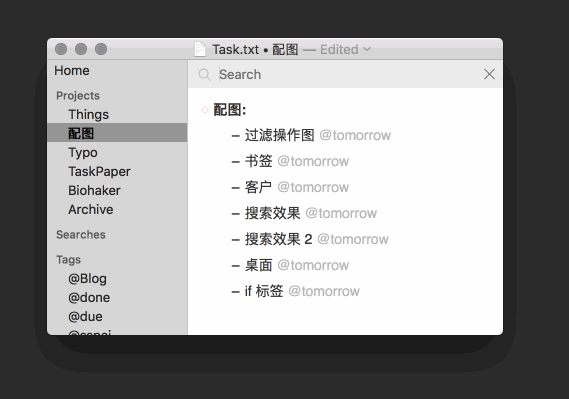 Task.txt • 配图 — Edited
Home
Projects
Things
配图
Typo
TaskPaper
Biohaker
Archive
Searches
Tags
@Blog
@done
@due
Search
配图:
– 过滤操作图 @tomorrow
– 书签 @tomorrow
– 客户 @tomorrow
– 搜索效果 @tomorrow
– 搜索效果 2 @tomorrow
– 桌面 @tomorrow
– if 标签 @tomorrow